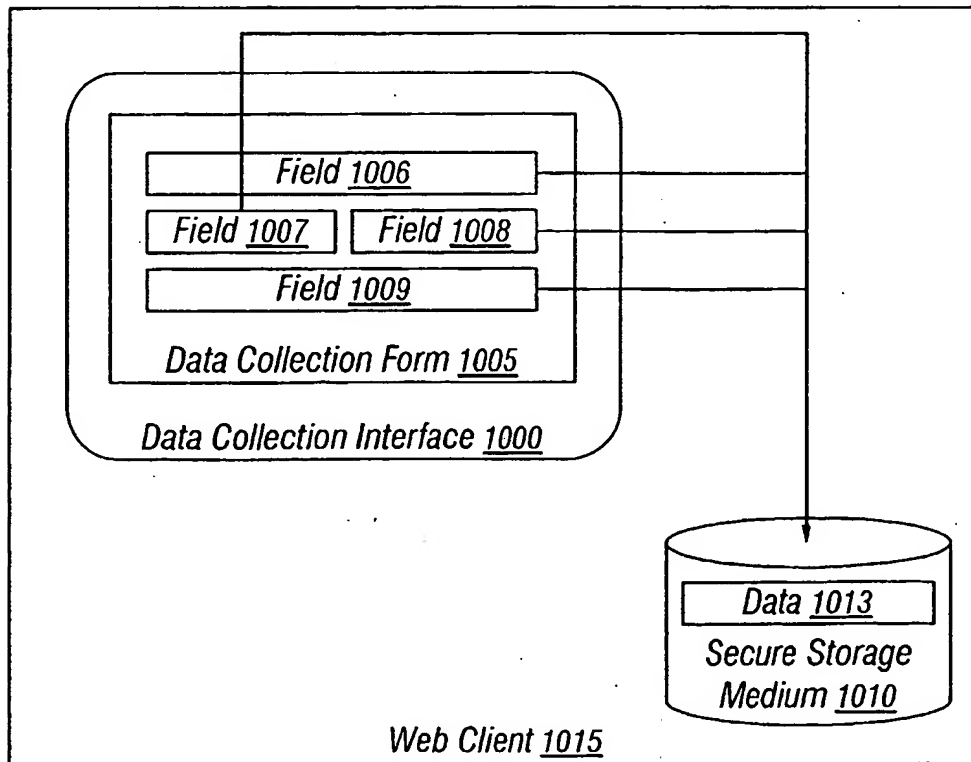 Field 1006
Field 1007 Field 1008
Field 1009
Data Collection Form 1005
Data Collection Interface 1000
Data 1013
Secure Storage
Medium 1010
Web Client 1015